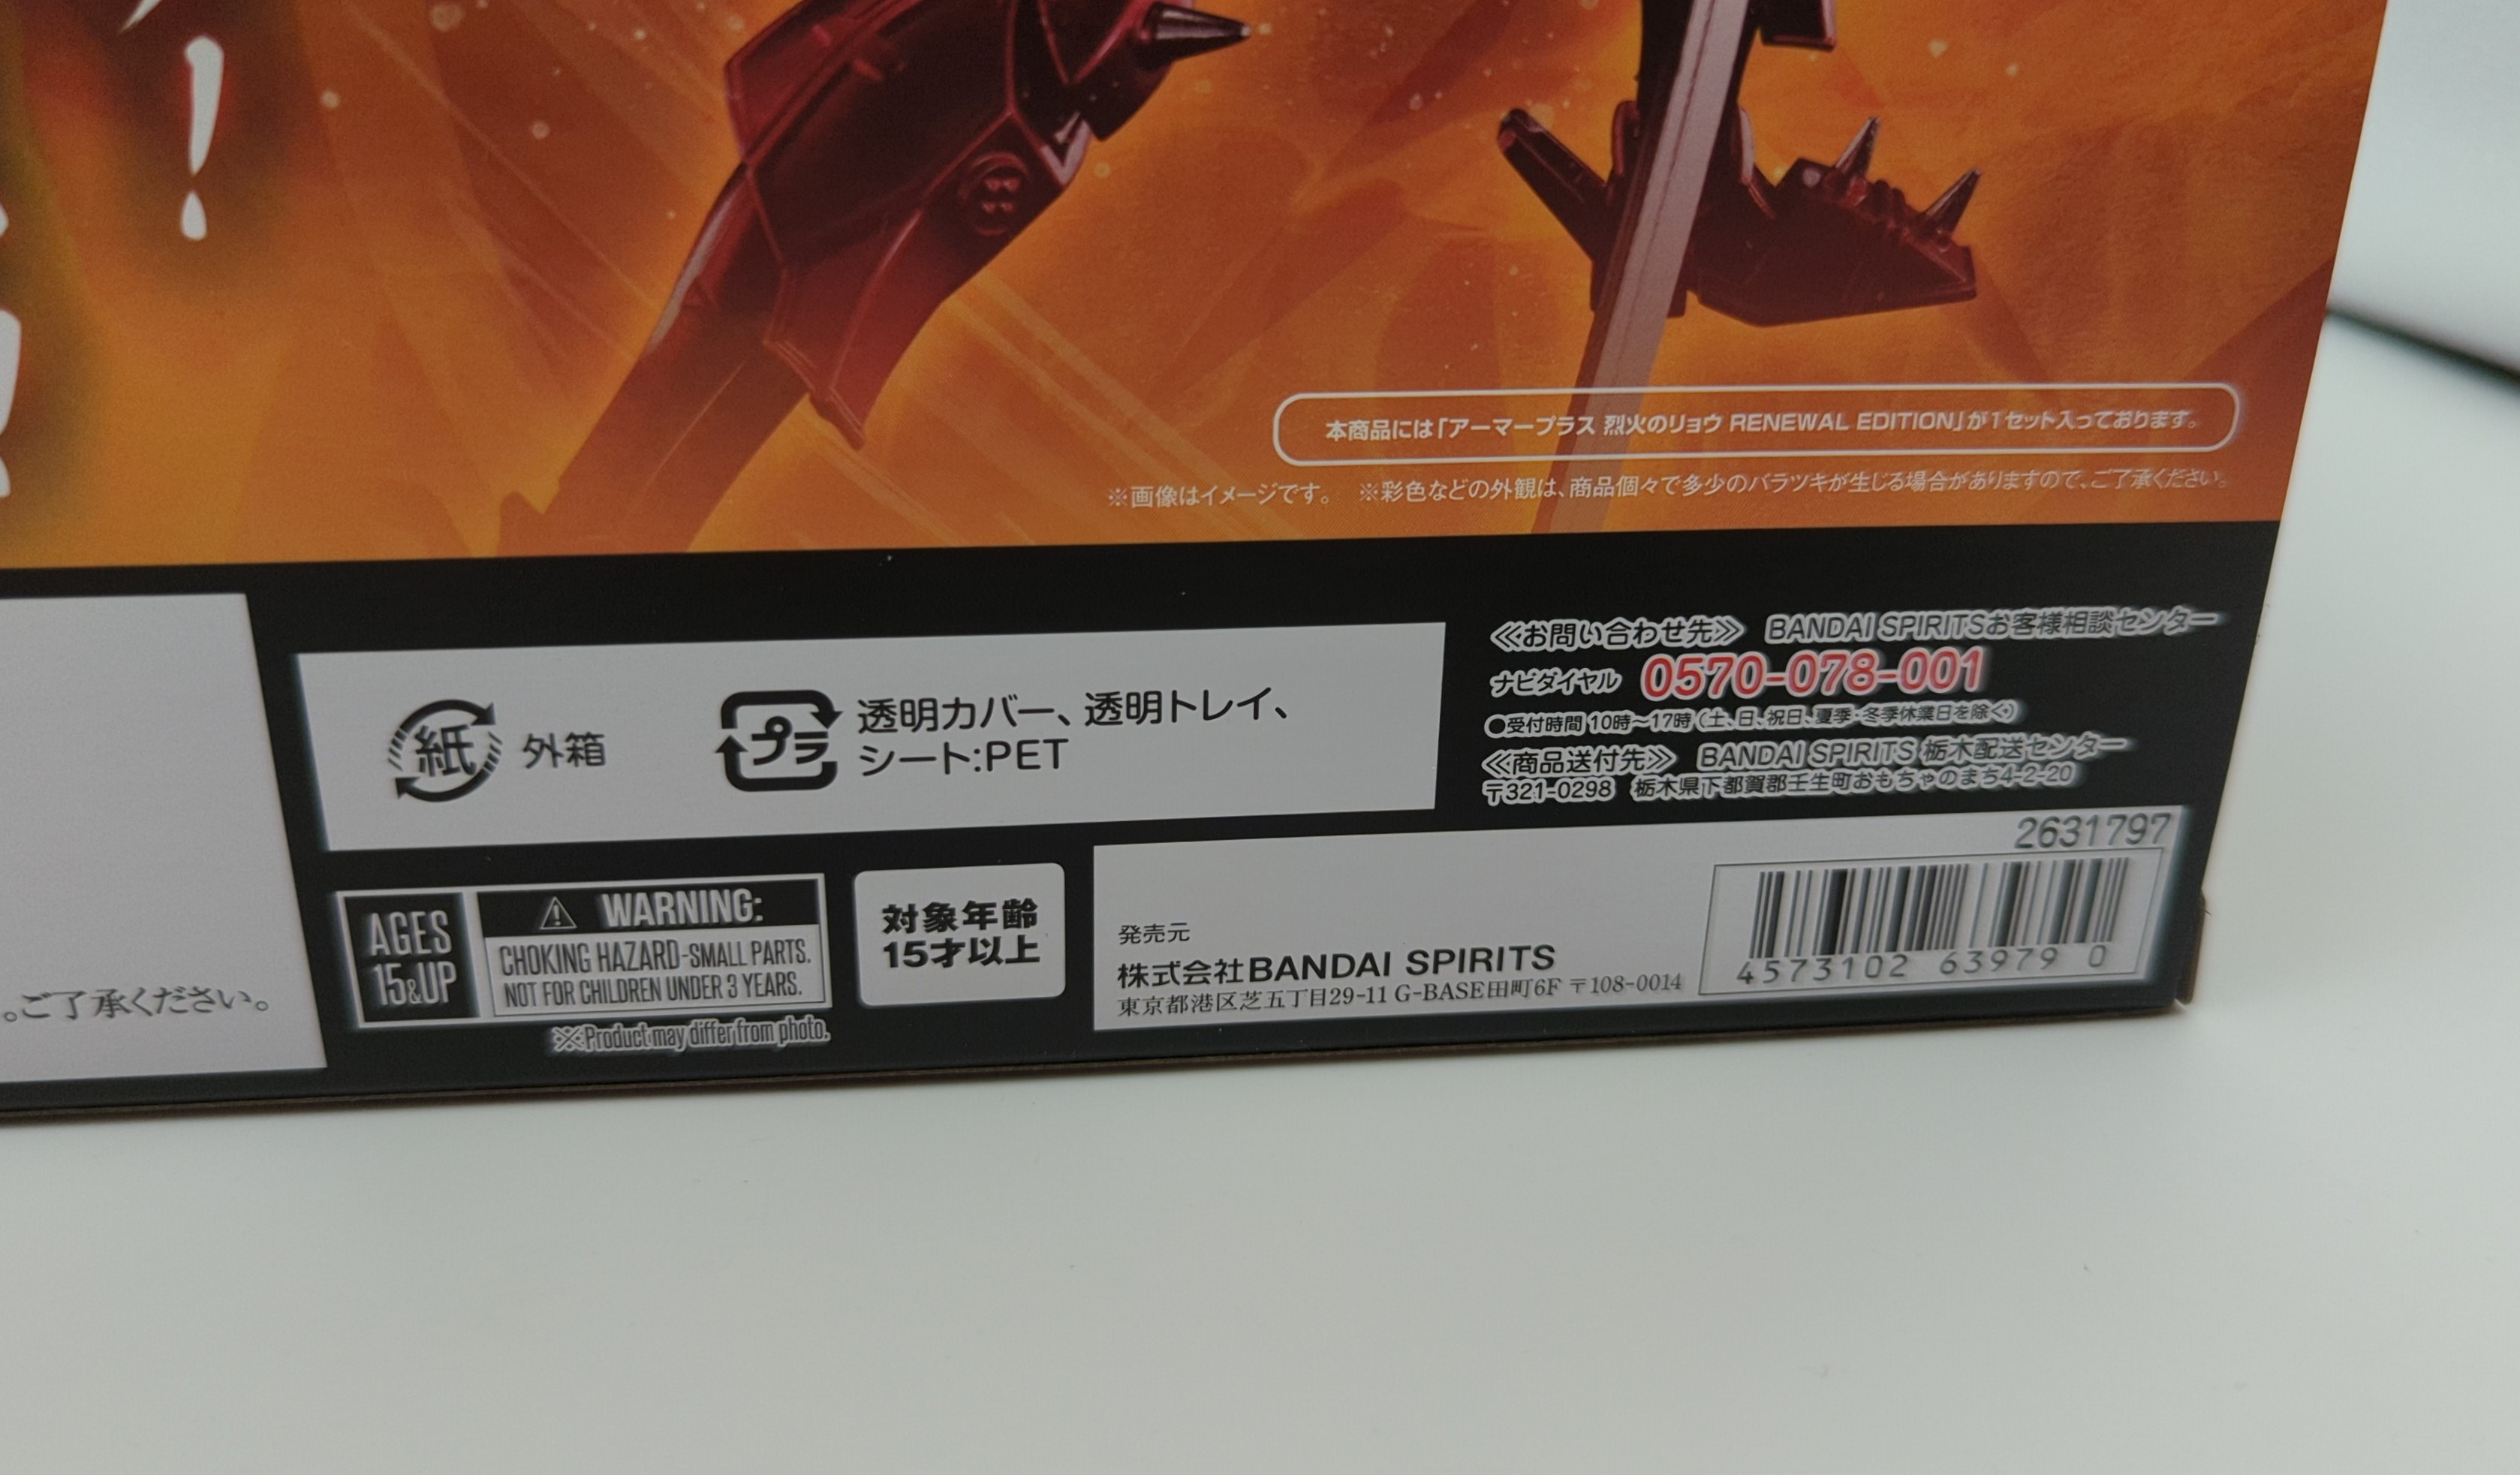 ！
本商品には「アーマープラス 烈火のリョウ RENEWAL EDITION」が1セット入っております。
※画像はイメージです。 ※彩色などの外観は、商品個々で多少のバラツキが生じる場合がありますので、ご了承ください。
≪お問い合わせ先≫ BANDAI SPIRITSお客様相談センター
ナビダイヤル 0570-078-001
●受付時間 10時〜17時（土、日、祝日、夏季・冬季休業日を除く）
≪商品送付先≫ BANDAI SPIRITS 栃木配送センター
〒321-0298 栃木県下都賀郡壬生町おもちゃのまち4-2-20
紙 外箱
プラ 透明カバー、透明トレイ、
シート:PET
。ご了承ください。
AGES
15&UP
⚠ WARNING:
CHOKING HAZARD-SMALL PARTS.
NOT FOR CHILDREN UNDER 3 YEARS.
※Product may differ from photo.
対象年齢
15才以上
発売元
株式会社BANDAI SPIRITS
東京都港区芝五丁目29-11 G-BASE田町6F 〒108-0014
2631797
4573102 63979 0